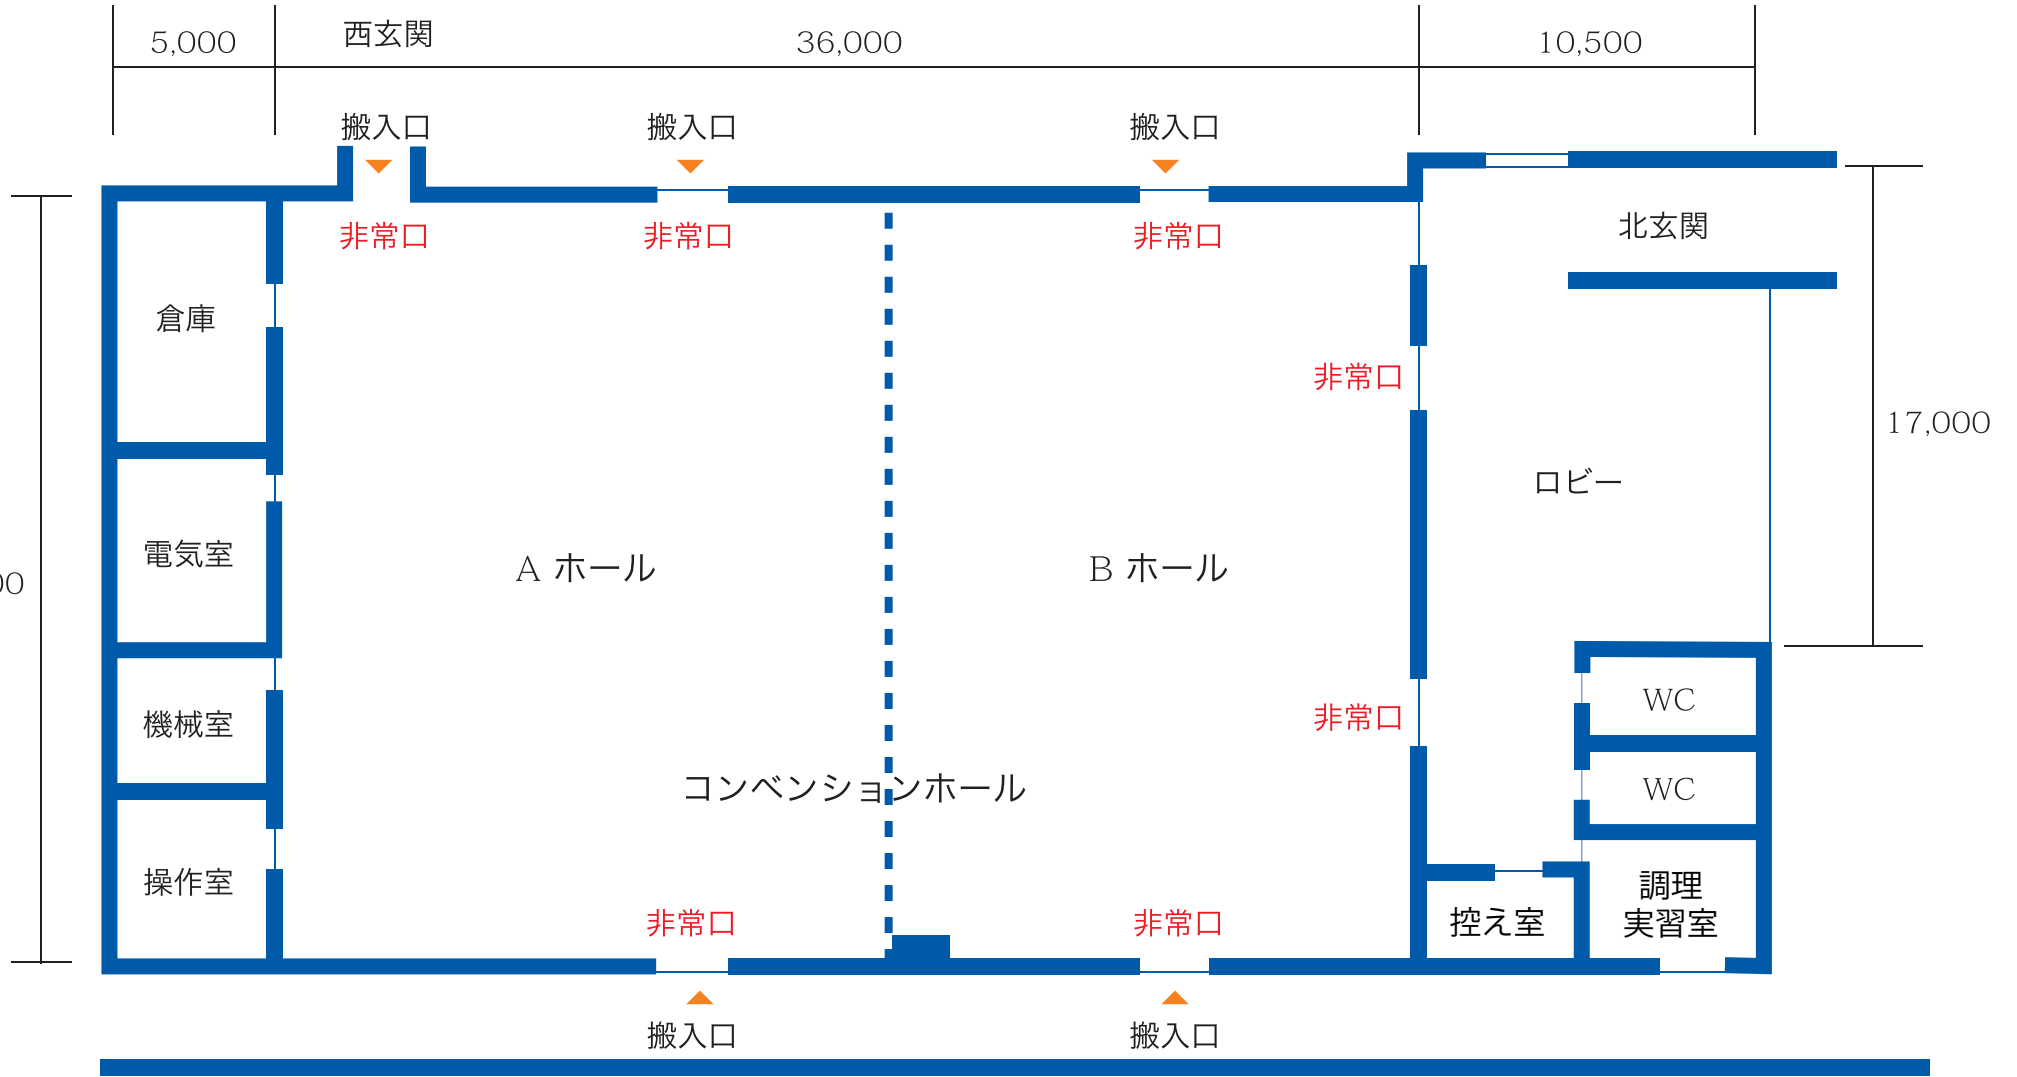 5,000
西玄関
36,000
10,500
搬入口
搬入口
搬入口
非常口
非常口
非常口
北玄関
倉庫
非常口
17,000
ロビー
電気室
A ホール
B ホール
WC
機械室
非常口
コンベンションホール
WC
操作室
調理
実習室
控え室
非常口
非常口
搬入口
搬入口